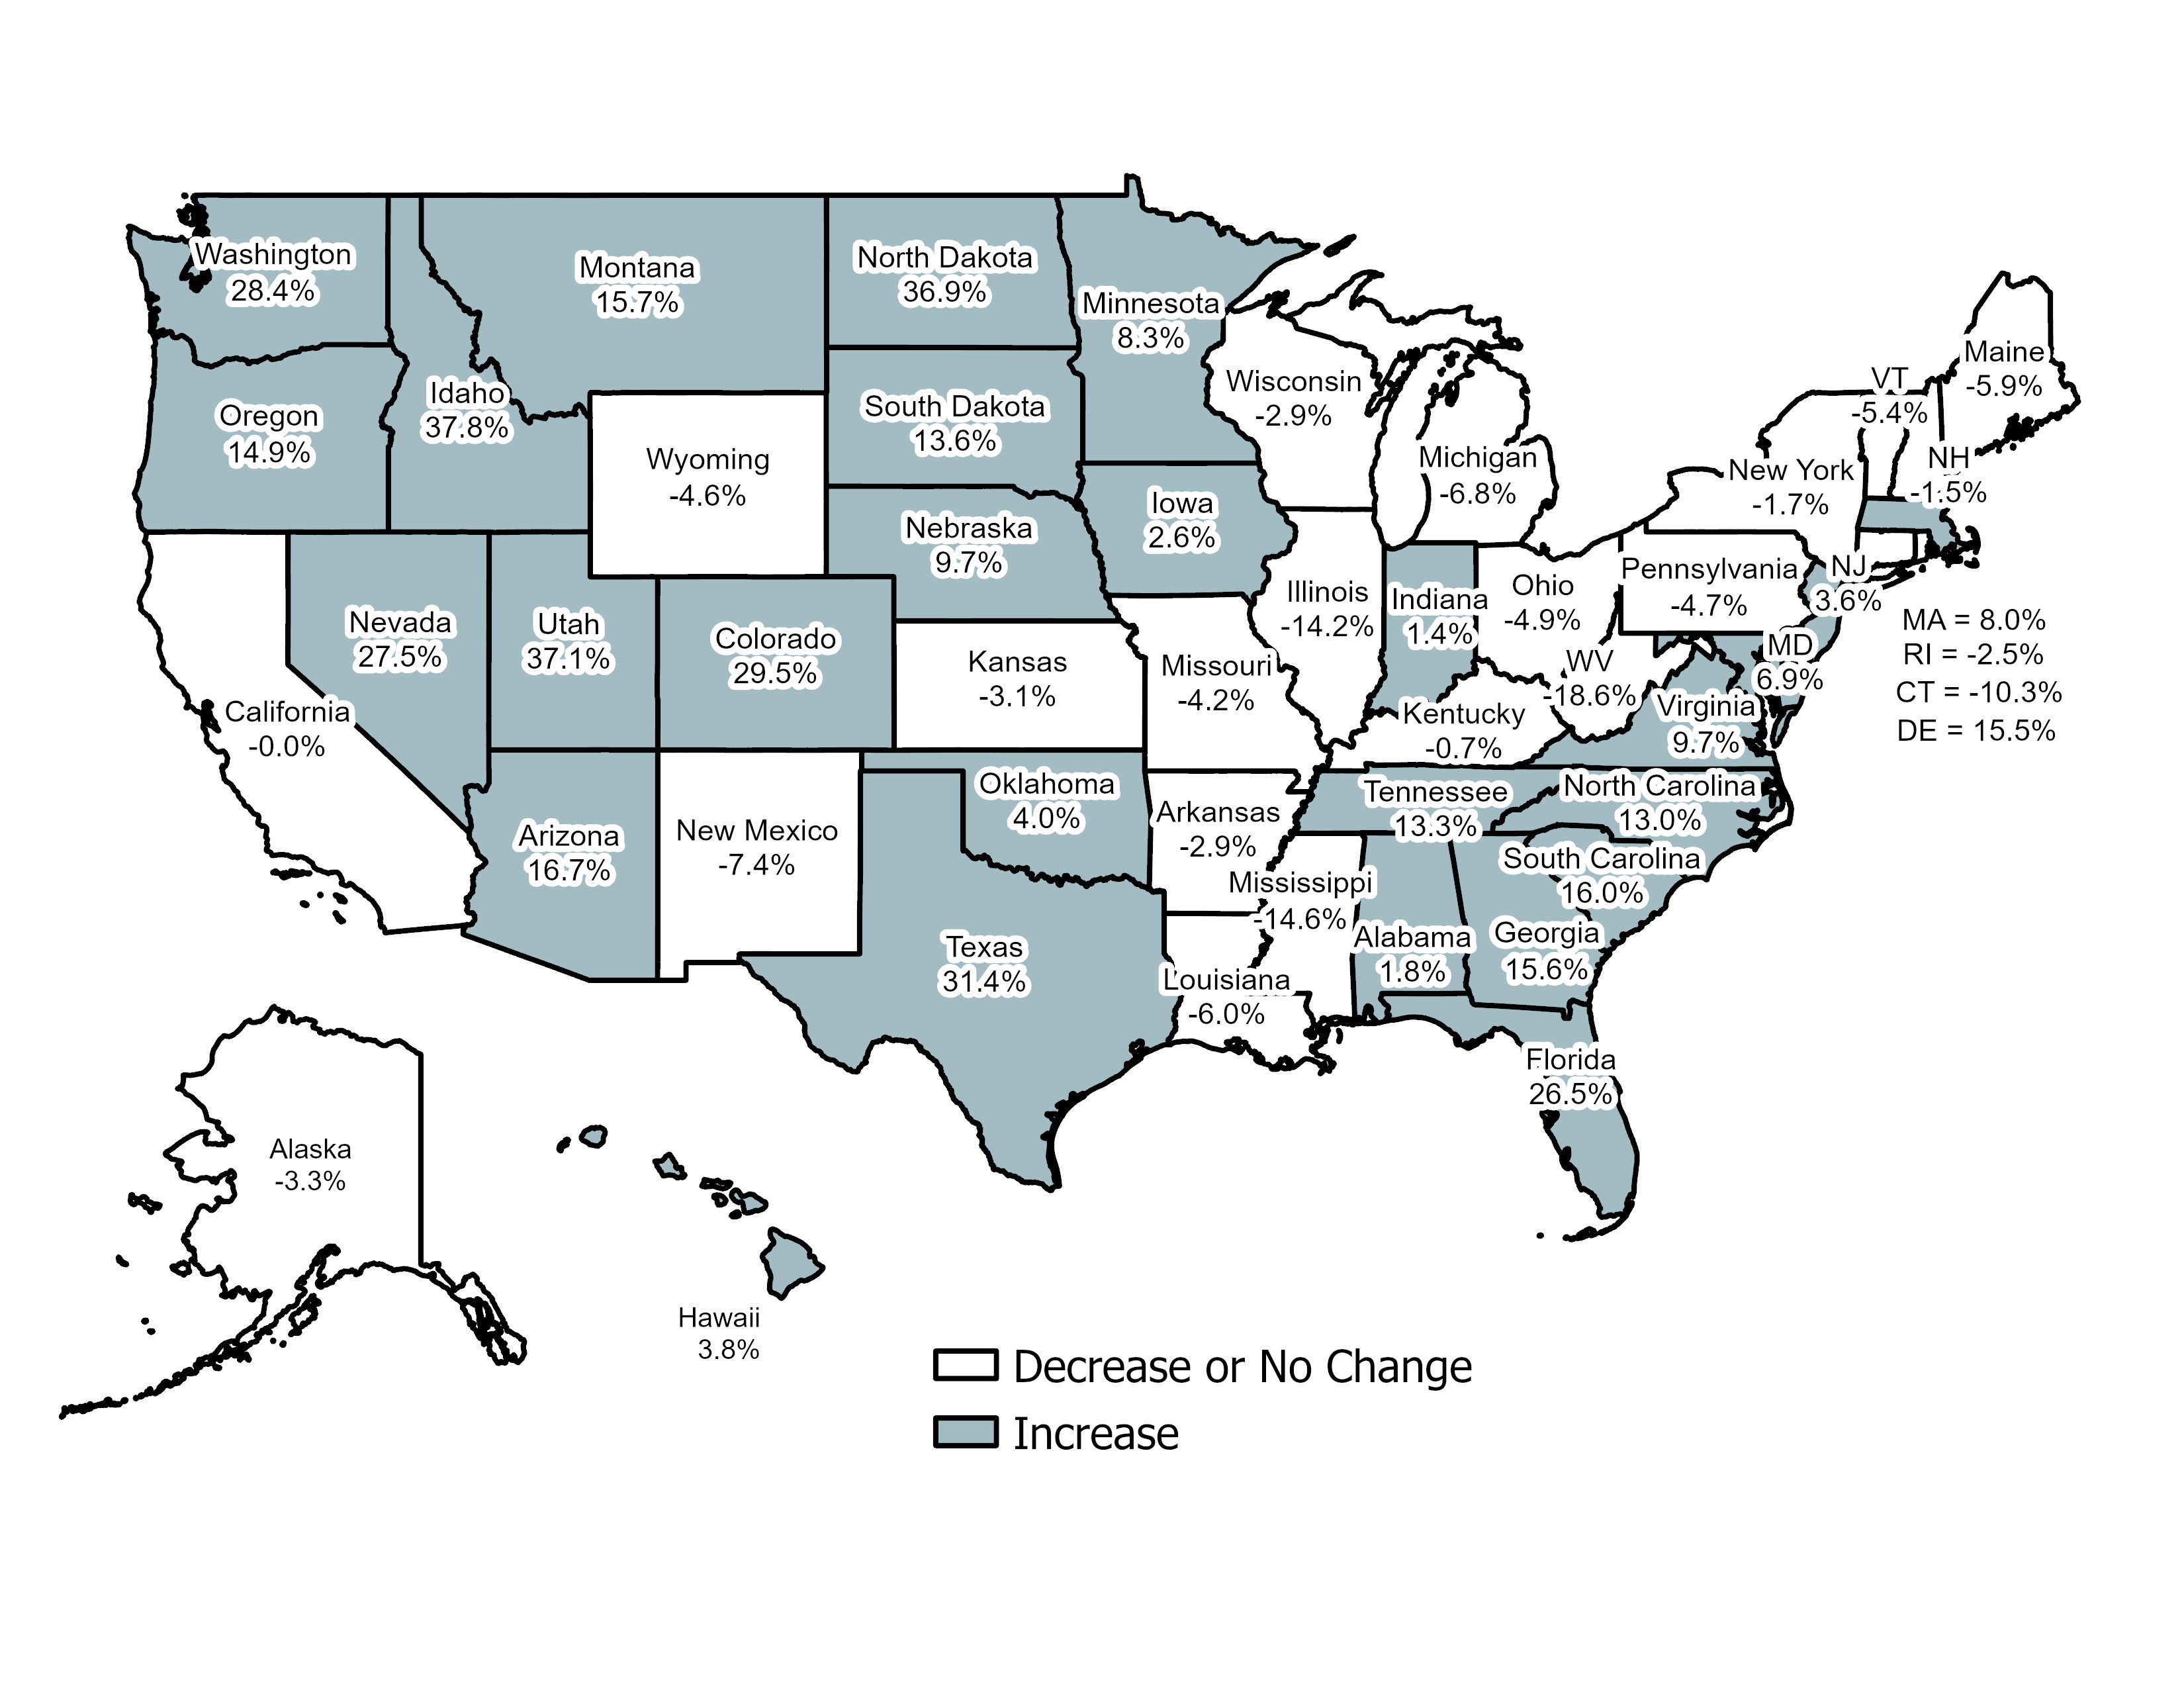 Washington
28.4%
Montana
15.7%
North Dakota
36.9%
Minnesota
8.3%
Oregon
14.9%
Idaho
37.8%
Wyoming
-4.6%
South Dakota
13.6%
Wisconsin
-2.9%
Michigan
-6.8%
VT
-5.4%
Maine
-5.9%
New York
-1.7%
NH
-1.5%
Nebraska
9.7%
Iowa
2.6%
Illinois
-14.2%
Indiana
1.4%
Ohio
-4.9%
Pennsylvania
-4.7%
NJ
3.6%
MA = 8.0%
RI = -2.5%
CT = -10.3%
DE = 15.5%
MD
6.9%
WV
-18.6%
Virginia
9.7%
Nevada
27.5%
Utah
37.1%
Colorado
29.5%
Kansas
-3.1%
Missouri
-4.2%
Kentucky
-0.7%
California
-0.0%
Arizona
16.7%
New Mexico
-7.4%
Oklahoma
4.0%
Arkansas
-2.9%
Tennessee
13.3%
North Carolina
13.0%
South Carolina
16.0%
Mississippi
-14.6%
Alabama
1.8%
Georgia
15.6%
Texas
31.4%
Louisiana
-6.0%
Florida
26.5%
Alaska
-3.3%
Hawaii
3.8%
Decrease or No Change
Increase